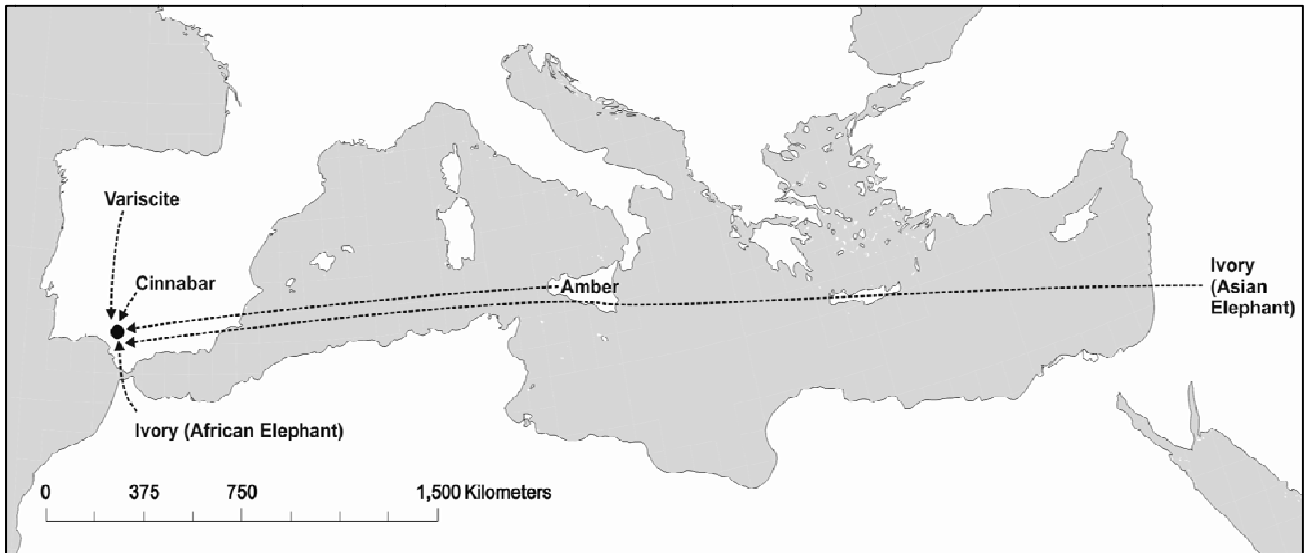 Variscite
Cinnabar
Amber
Ivory
(Asian
Elephant)
Ivory (African Elephant)
0 375 750 1,500 Kilometers